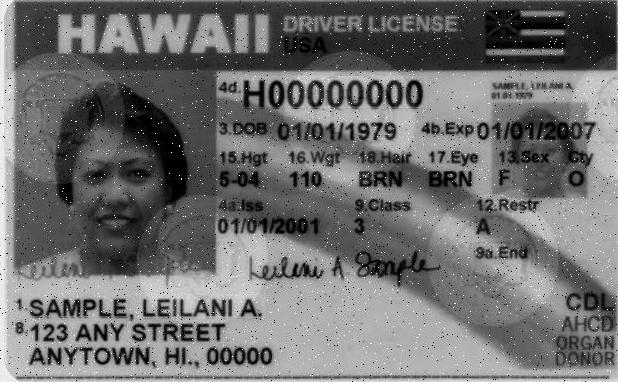 HAWAII DRIVER LICENSE
USA
4d. H00000000
SAMPLE, LEILANI A.
01/01/1979
3.DOB 01/01/1979 4b.Exp 01/01/2007
15.Hgt 16.Wgt 18.Hair 17.Eye 13.Sex Cty
5-04 110 BRN BRN F O
4a.Iss 9.Class 12.Restr
01/01/2001 3 A
9a.End
Leilani A Sample
1. SAMPLE, LEILANI A.
8. 123 ANY STREET
ANYTOWN, HI., 00000
CDL
AHCD
ORGAN
DONOR